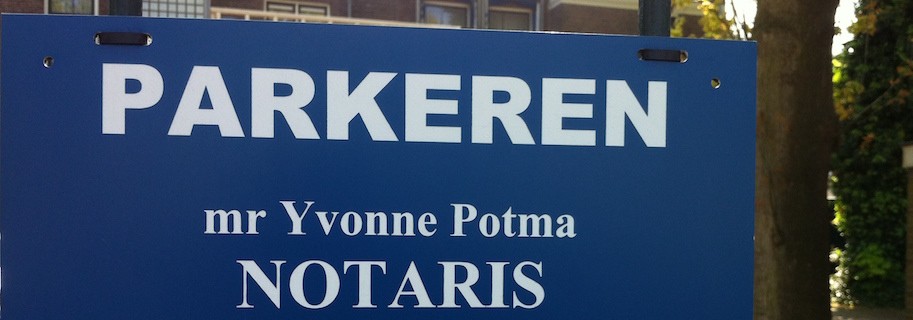 PARKEREN
mr Yvonne Potma
NOTARIS